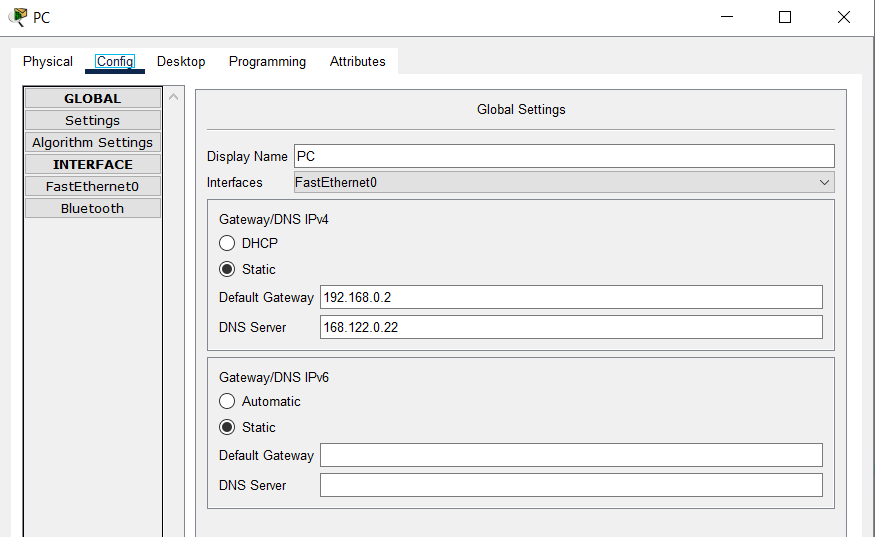 PC
Physical Config Desktop Programming Attributes
GLOBAL
Settings
Algorithm Settings
INTERFACE
FastEthernet0
Bluetooth
Global Settings
Display Name PC
Interfaces FastEthernet0
Gateway/DNS IPv4
DHCP
Static
Default Gateway 192.168.0.2
DNS Server 168.122.0.22
Gateway/DNS IPv6
Automatic
Static
Default Gateway
DNS Server